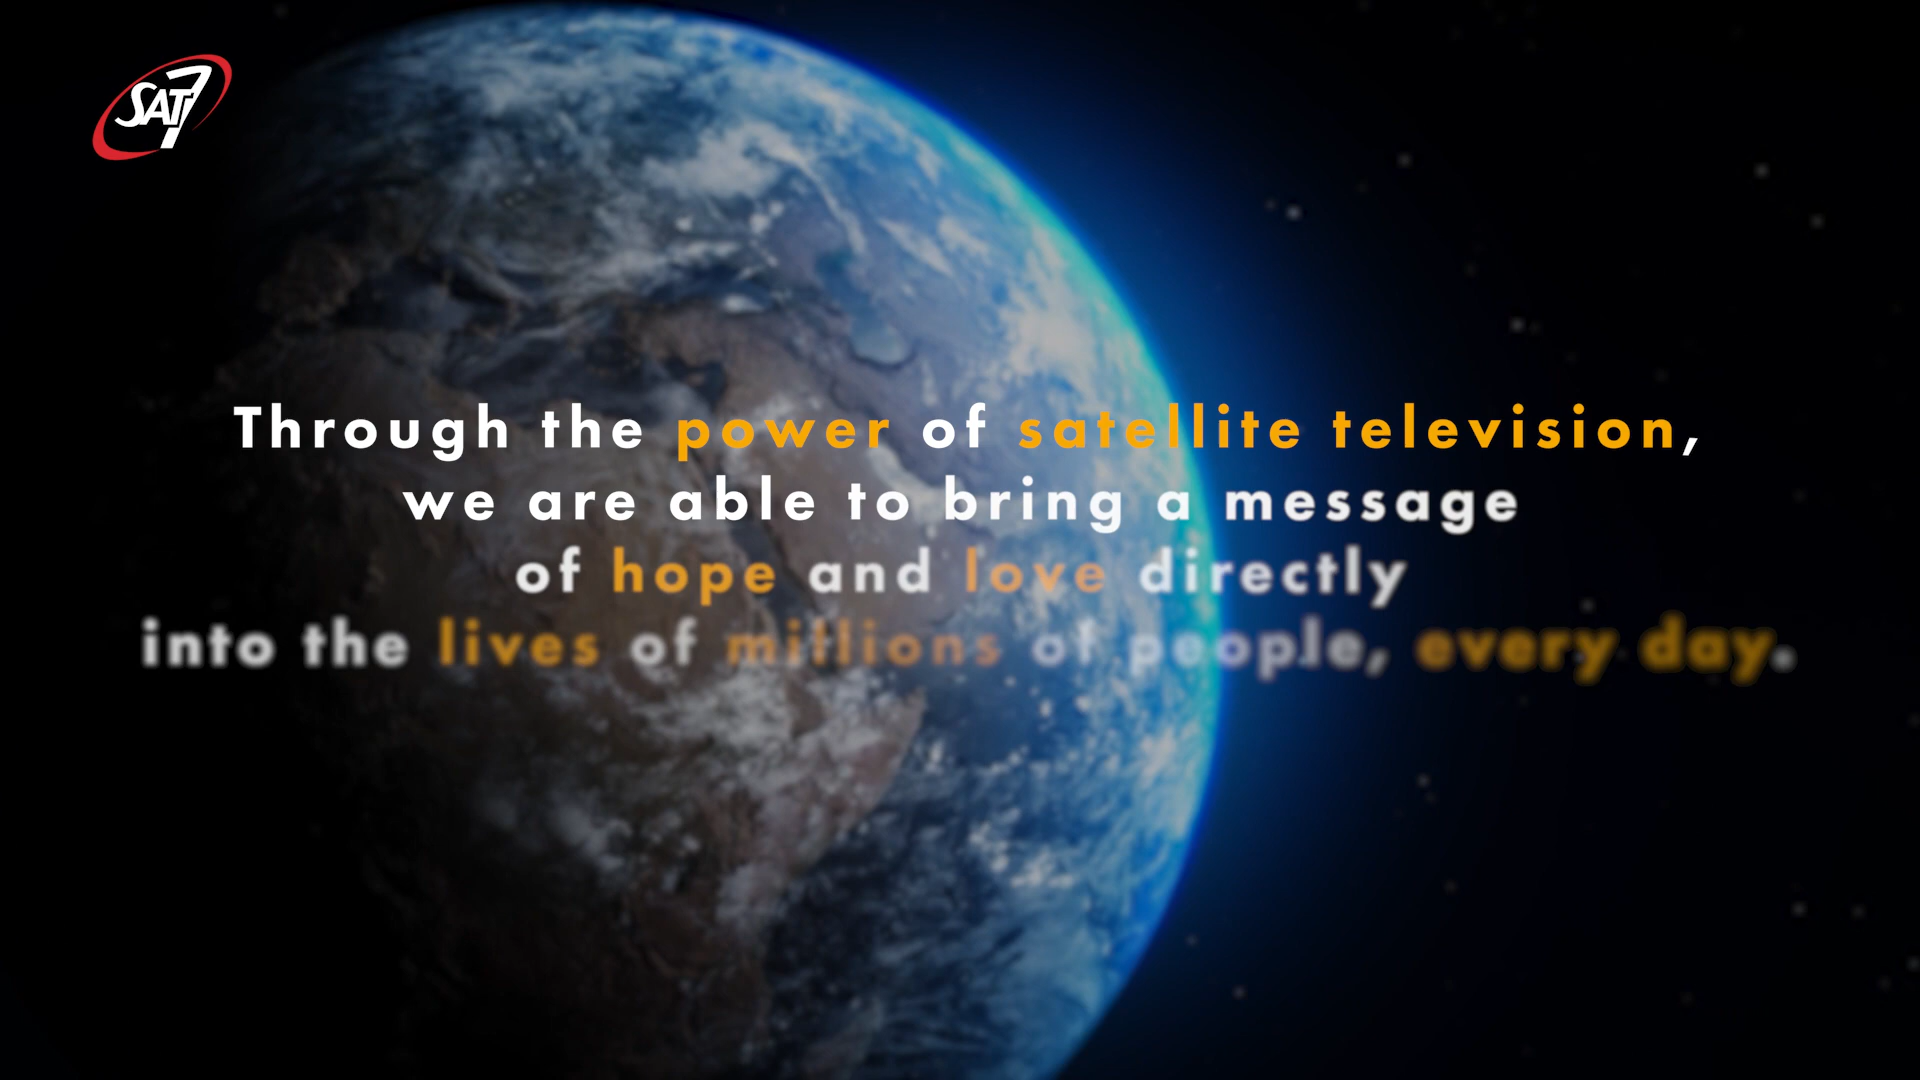 SAT7
Through the power of satellite television,
we are able to bring a message
of hope and love directly
into the lives of millions of people, every day.